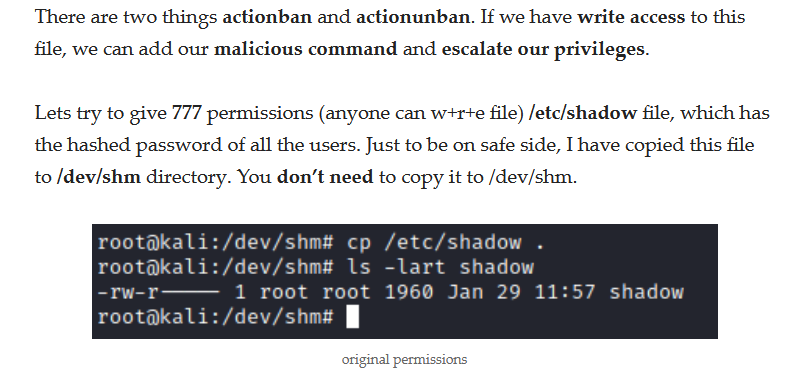 There are two things actionban and actionunban. If we have write access to this
file, we can add our malicious command and escalate our privileges.
Lets try to give 777 permissions (anyone can w+r+e file) /etc/shadow file, which has
the hashed password of all the users. Just to be on safe side, I have copied this file
to /dev/shm directory. You don’t need to copy it to /dev/shm.
root@kali:/dev/shm# cp /etc/shadow .
root@kali:/dev/shm# ls -lart shadow
-rw-r----- 1 root root 1960 Jan 29 11:57 shadow
root@kali:/dev/shm#
original permissions